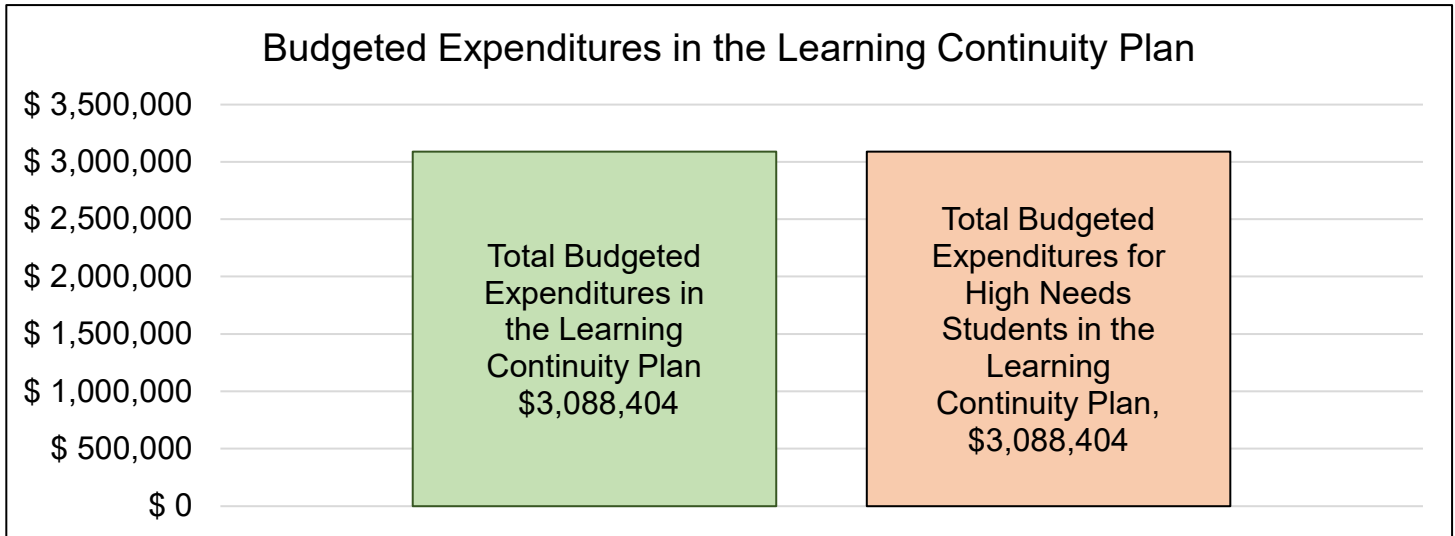 Budgeted Expenditures in the Learning Continuity Plan
$ 3,500,000
$ 3,000,000
$ 2,500,000
$ 2,000,000
$ 1,500,000
$ 1,000,000
$ 500,000
$ 0
Total Budgeted
Expenditures in
the Learning
Continuity Plan
$3,088,404
Total Budgeted
Expenditures for
High Needs
Students in the
Learning
Continuity Plan,
$3,088,404